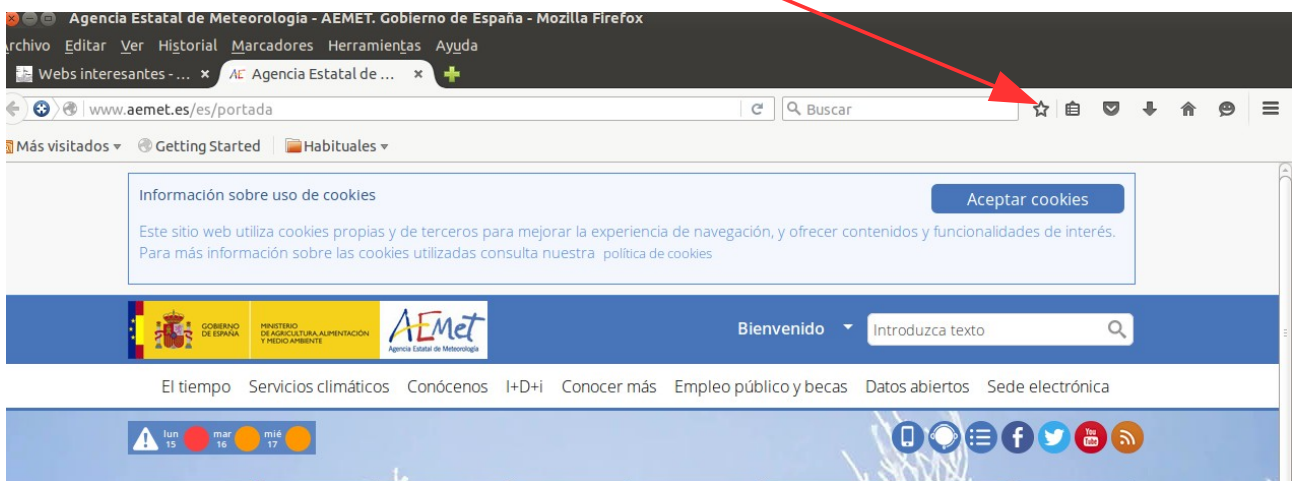 Agencia Estatal de Meteorología - AEMET. Gobierno de España - Mozilla Firefox
Archivo Editar Ver Historial Marcadores Herramientas Ayuda
Webs interesantes - ... × AE Agencia Estatal de ... ×
www.aemet.es/es/portada Buscar
Más visitados Getting Started Habituales
Información sobre uso de cookies
Aceptar cookies
Este sitio web utiliza cookies propias y de terceros para mejorar la experiencia de navegación, y ofrecer contenidos y funcionalidades de interés.
Para más información sobre las cookies utilizadas consulta nuestra política de cookies
GOBIERNO
DE ESPAÑA
MINISTERIO
DE AGRICULTURA, ALIMENTACIÓN
Y MEDIO AMBIENTE
AEMet
Agencia Estatal de Meteorología
Bienvenido
Introduzca texto
El tiempo Servicios climáticos Conócenos I+D+i Conocer más Empleo público y becas Datos abiertos Sede electrónica
lun mar mié
15 16 17
You
Tube